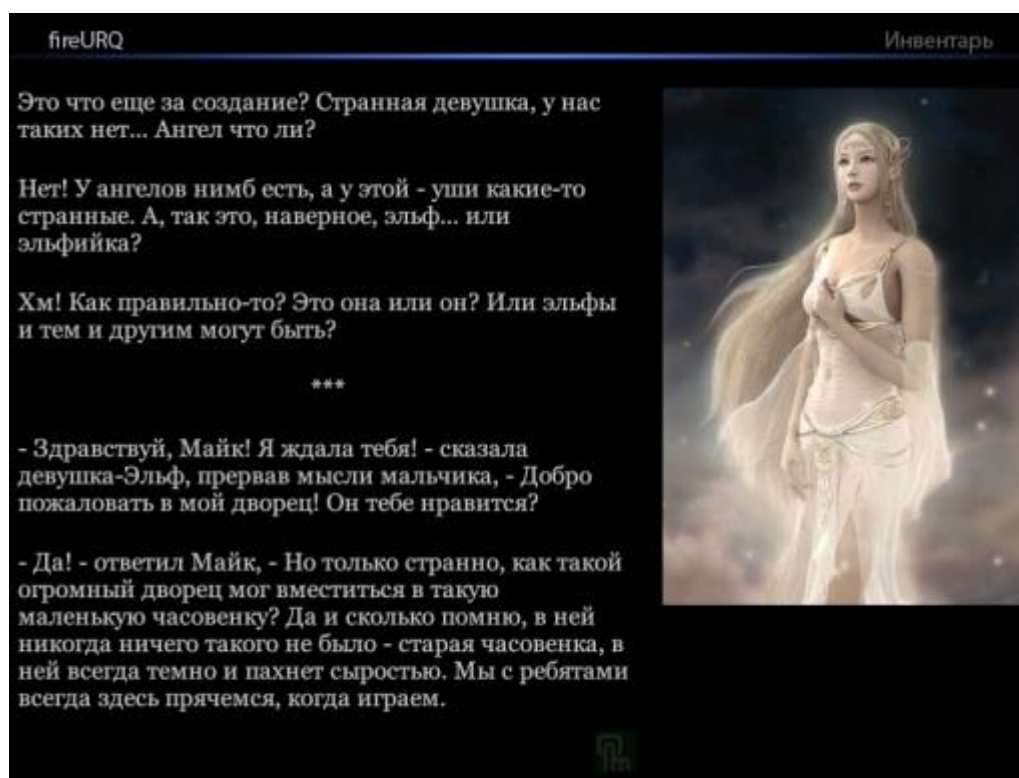 fireURQ
Инвентарь
Это что еще за создание? Странная девушка, у нас
таких нет... Ангел что ли?
Нет! У ангелов нимб есть, а у этой - уши какие-то
странные. А, так это, наверное, эльф... или
эльфийка?
Хм! Как правильно-то? Это она или он? Или эльфы
и тем и другим могут быть?
***
- Здравствуй, Майк! Я ждала тебя! - сказала
девушка-Эльф, прервав мысли мальчика, - Добро
пожаловать в мой дворец! Он тебе нравится?
- Да! - ответил Майк, - Но только странно, как такой
огромный дворец мог вместиться в такую
маленькую часовенку? Да и сколько помню, в ней
никогда ничего такого не было - старая часовенка, в
ней всегда темно и пахнет сыростью. Мы с ребятами
всегда здесь прячемся, когда играем.